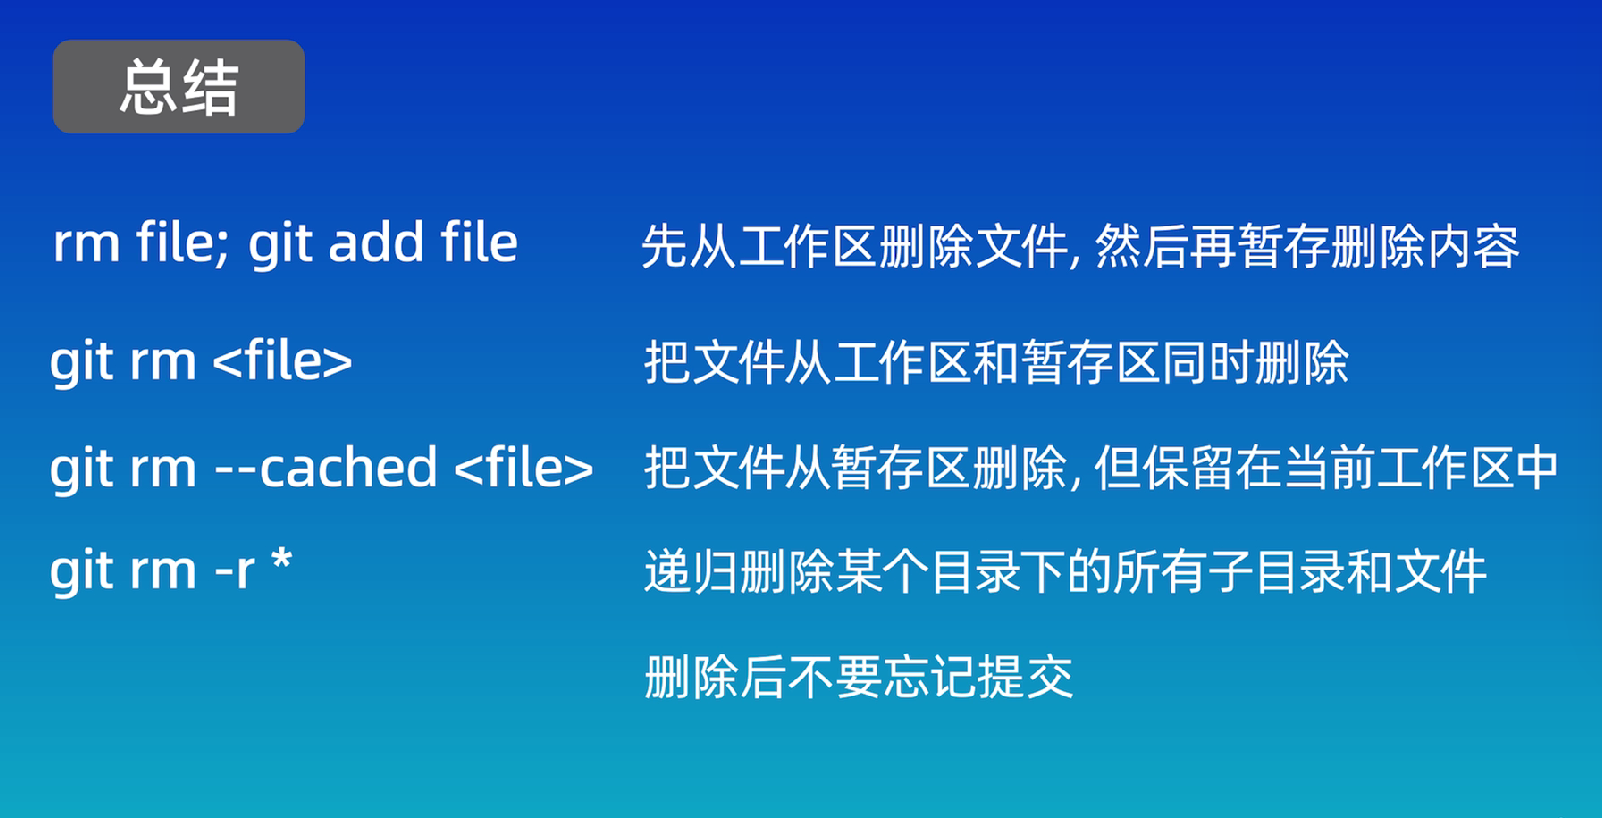 总结
rm file; git add file 先从工作区删除文件, 然后再暂存删除内容
git rm <file> 把文件从工作区和暂存区同时删除
git rm --cached <file> 把文件从暂存区删除, 但保留在当前工作区中
git rm -r * 递归删除某个目录下的所有子目录和文件
删除后不要忘记提交